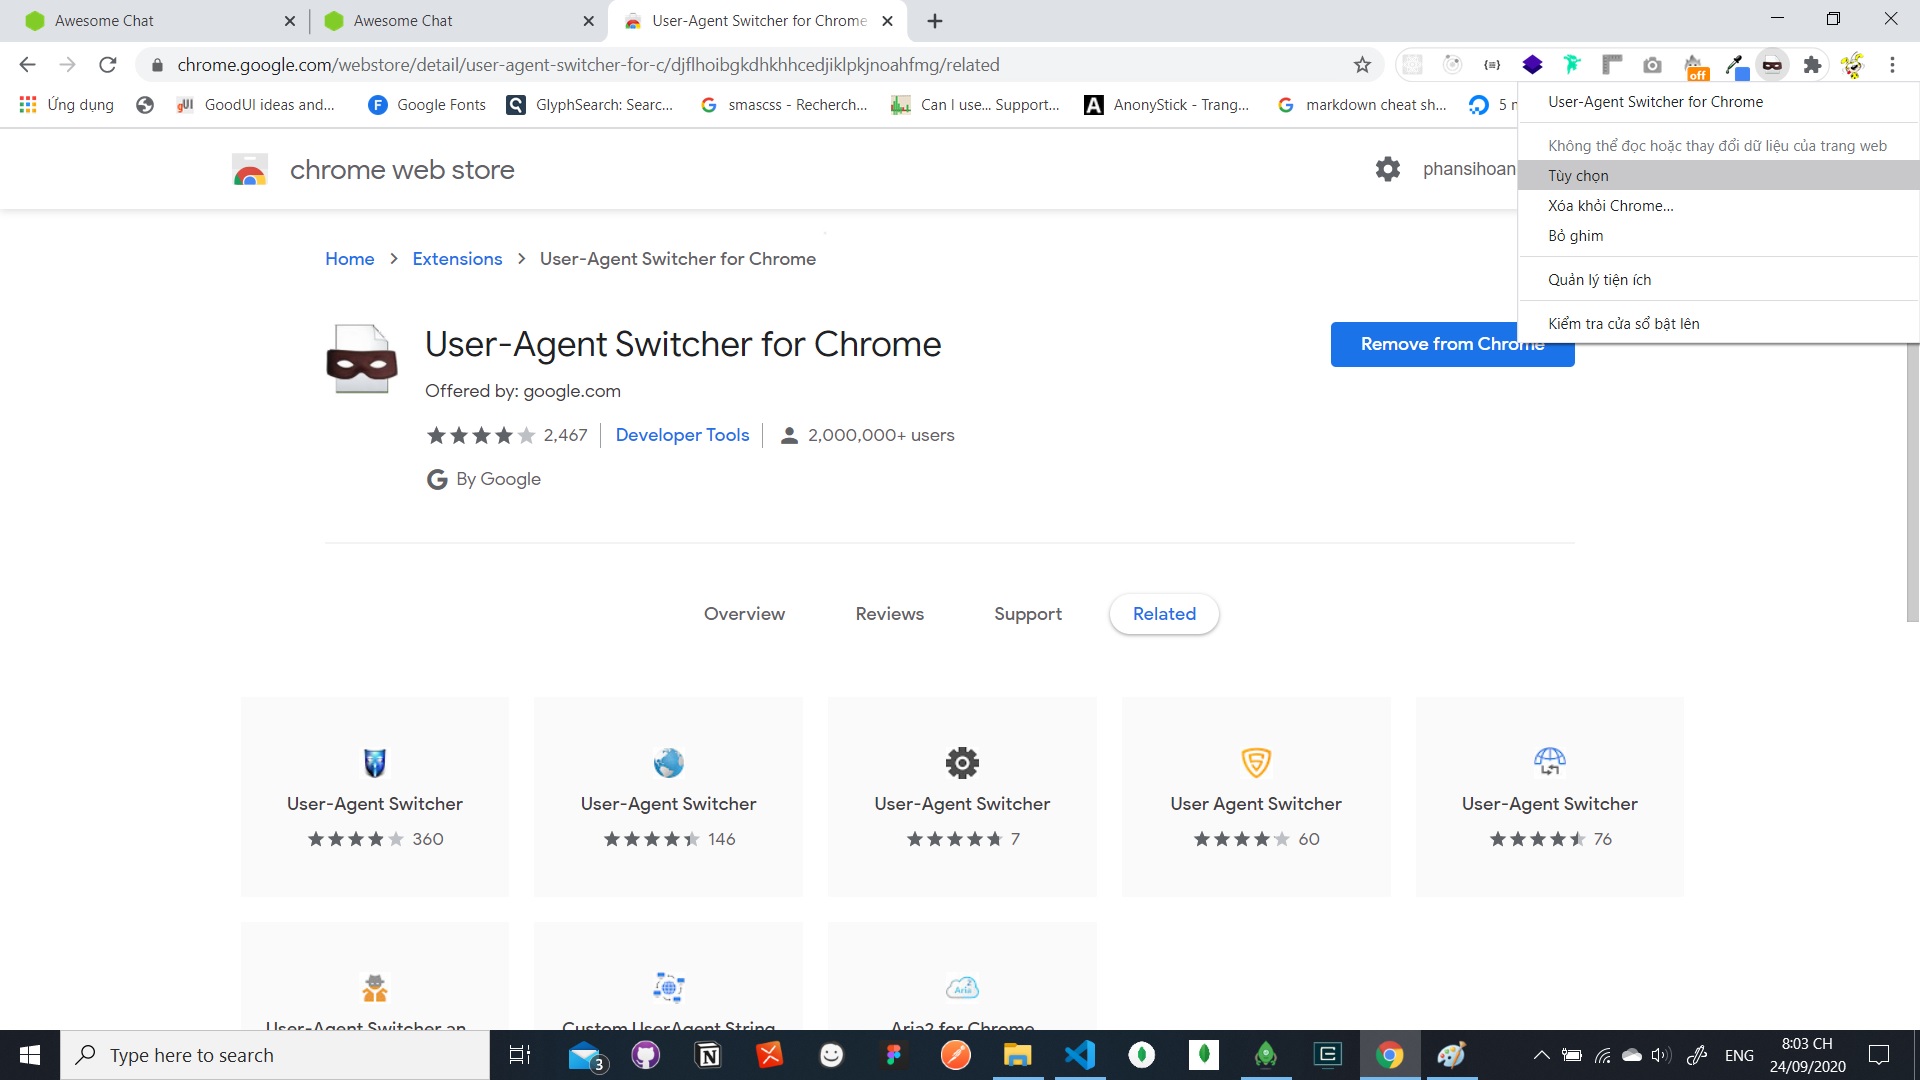 Awesome Chat
Awesome Chat
User-Agent Switcher for Chrome
chrome.google.com/webstore/detail/user-agent-switcher-for-c/djflhoibgkdhkhhcedjiklpkjnoahfmg/related
off
Ứng dụng
gUI
GoodUI ideas and...
F
Google Fonts
GlyphSearch: Searc...
smascss - Recherch...
Can I use... Support...
A
AnonyStick - Trang...
markdown cheat sh...
User-Agent Switcher for Chrome
Không thể đọc hoặc thay đổi dữ liệu của trang web
Tùy chọn
Xóa khỏi Chrome...
Bỏ ghim
Quản lý tiện ích
Kiểm tra cửa sổ bật lên
chrome web store
phansihoan
Home
Extensions
User-Agent Switcher for Chrome
User-Agent Switcher for Chrome
Remove from Chrome
Offered by: google.com
2,467
Developer Tools
2,000,000+ users
By Google
Overview
Reviews
Support
Related
User-Agent Switcher
360
User-Agent Switcher
146
User-Agent Switcher
7
User Agent Switcher
60
User-Agent Switcher
76
User-Agent Switcher an
Custom UserAgent String
Aria2
Aria2 for Chrome
Type here to search
3
ENG
8:03 CH
24/09/2020